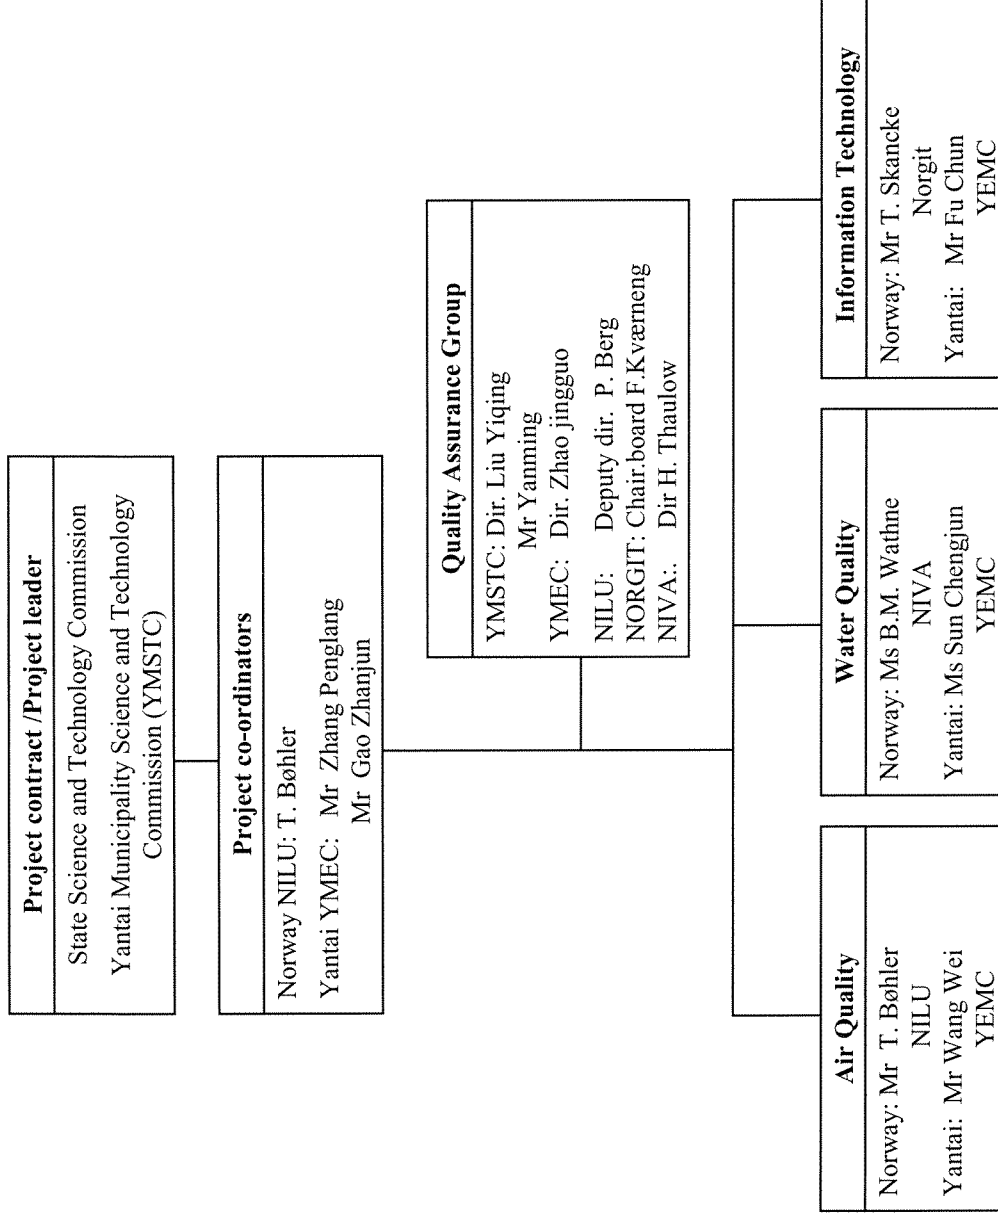 Project contract /Project leader
State Science and Technology Commission
Yantai Municipality Science and Technology
Commission (YMSTC)
Project co-ordinators
Norway NILU: T. Bøhler
Yantai YMEC: Mr Zhang Penglang
Mr Gao Zhanjun
Quality Assurance Group
YMSTC: Dir. Liu Yiqing
Mr Yanming
YMEC: Dir. Zhao jingguo
NILU: Deputy dir. P. Berg
NORGIT: Chair.board F.Kværneng
NIVA:. Dir H. Thaulow
Air Quality
Norway: Mr T. Bøhler
NILU
Yantai: Mr Wang Wei
YEMC
Water Quality
Norway: Ms B.M. Wathne
NIVA
Yantai: Ms Sun Chengjun
YEMC
Information Technology
Norway: Mr T. Skancke
Norgit
Yantai: Mr Fu Chun
YEMC